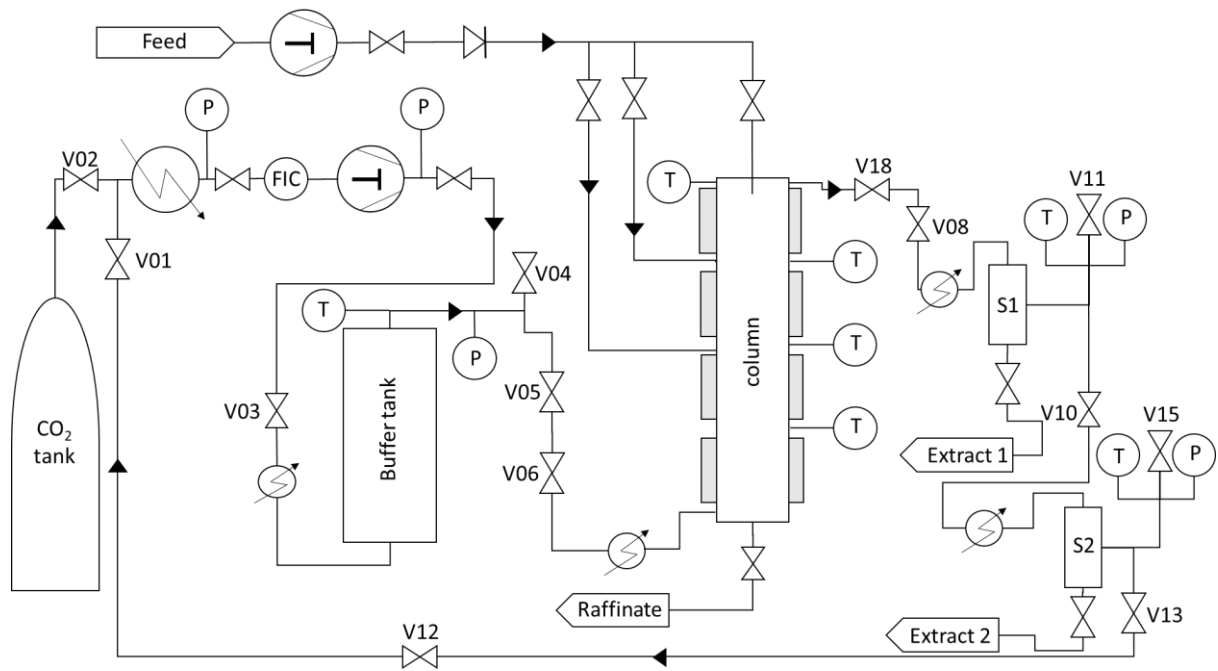 Feed
P
P
V02
FIC
T
V18
V11
T
P
V01
V08
V04
T
T
S1
P
T
column
V03
Buffer tank
V05
V10
V15
CO₂
tank
T
Extract 1
T
P
V06
S2
Raffinate
V13
Extract 2
V12